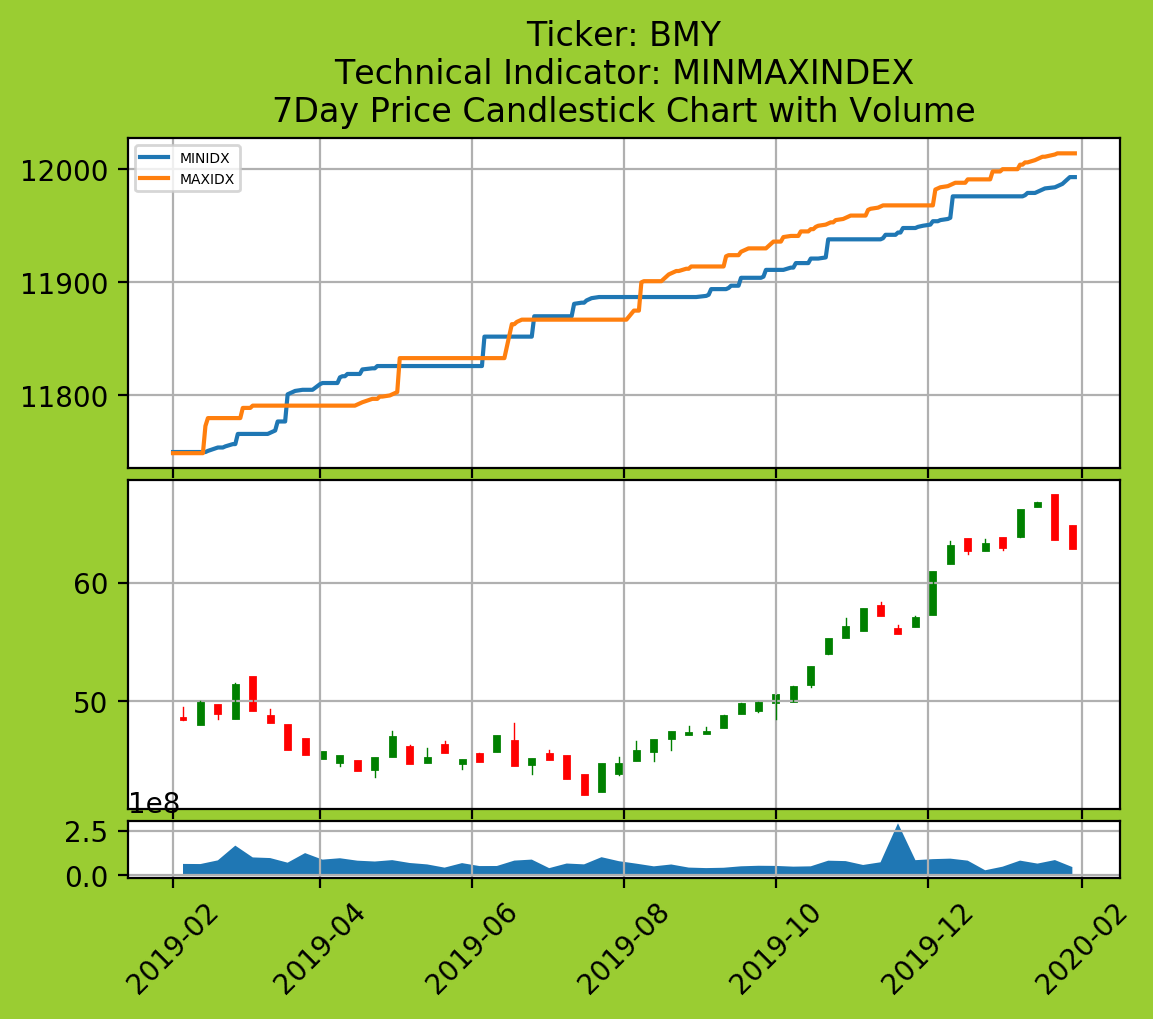 Ticker: BMY
Technical Indicator: MINMAXINDEX
7Day Price Candlestick Chart with Volume
MINIDX
MAXIDX
12000
11900
11800
60
50
1e8
2.5
0.0
2019-02
2019-04
2019-06
2019-08
2019-10
2019-12
2020-02